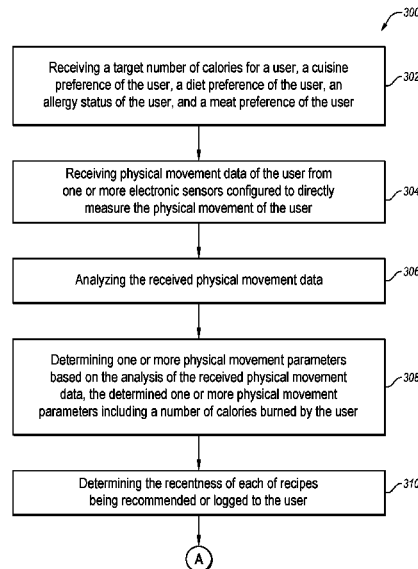 300
Receiving a target number of calories for a user, a cuisine
preference of the user, a diet preference of the user, an
allergy status of the user, and a meat preference of the user
302
Receiving physical movement data of the user from
one or more electronic sensors configured to directly
measure the physical movement of the user
304
Analyzing the received physical movement data
306
Determining one or more physical movement parameters
based on the analysis of the received physical movement
data, the determined one or more physical movement
parameters including a number of calories burned by the user
308
Determining the recentness of each of recipes
being recommended or logged to the user
310
A